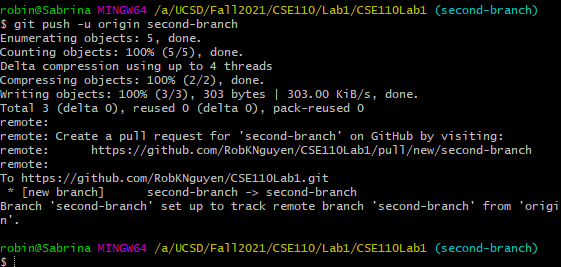 robin@Sabrina MINGW64 /a/UCSD/Fall2021/CSE110/Lab1/CSE110Lab1 (second-branch)
$ git push -u origin second-branch
Enumerating objects: 5, done.
Counting objects: 100% (5/5), done.
Delta compression using up to 4 threads
Compressing objects: 100% (2/2), done.
Writing objects: 100% (3/3), 303 bytes | 303.00 KiB/s, done.
Total 3 (delta 0), reused 0 (delta 0), pack-reused 0
remote:
remote: Create a pull request for 'second-branch' on GitHub by visiting:
remote:      https://github.com/RobKNguyen/CSE110Lab1/pull/new/second-branch
remote:
To https://github.com/RobKNguyen/CSE110Lab1.git
 * [new branch]      second-branch -> second-branch
Branch 'second-branch' set up to track remote branch 'second-branch' from 'origi
n'.
robin@Sabrina MINGW64 /a/UCSD/Fall2021/CSE110/Lab1/CSE110Lab1 (second-branch)
$